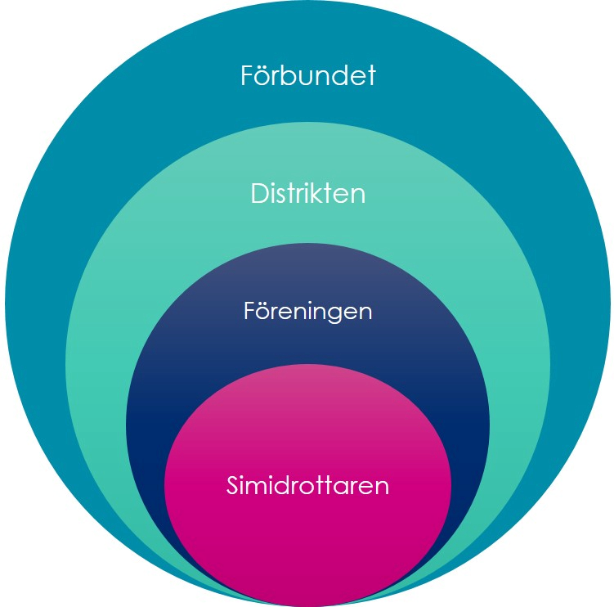 Förbundet
Distrikten
Föreningen
Simidrottaren